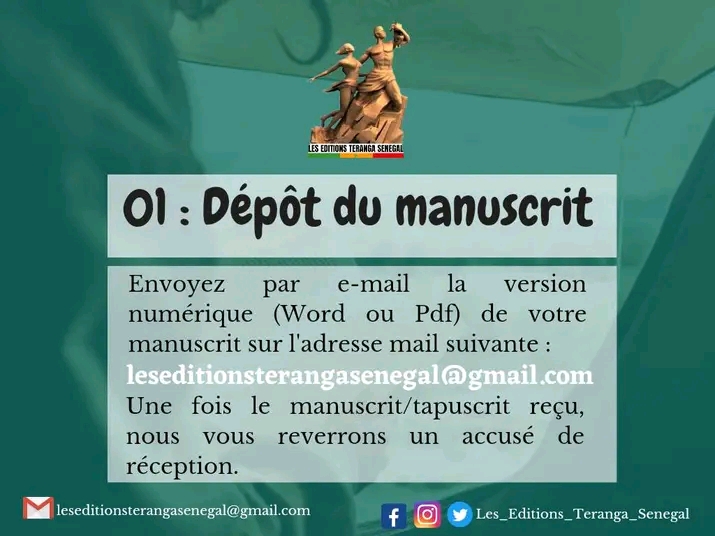 LES EDITIONS TERANGA SENEGAL
01 : Dépôt du manuscrit
Envoyez par e-mail la version
numérique (Word ou Pdf) de votre
manuscrit sur l'adresse mail suivante :
leseditionsterangasenegal@gmail.com
Une fois le manuscrit/tapuscrit reçu,
nous vous reverrons un accusé de
réception.
leseditionsterangasenegal@gmail.com
Les_Editions_Teranga_Senegal